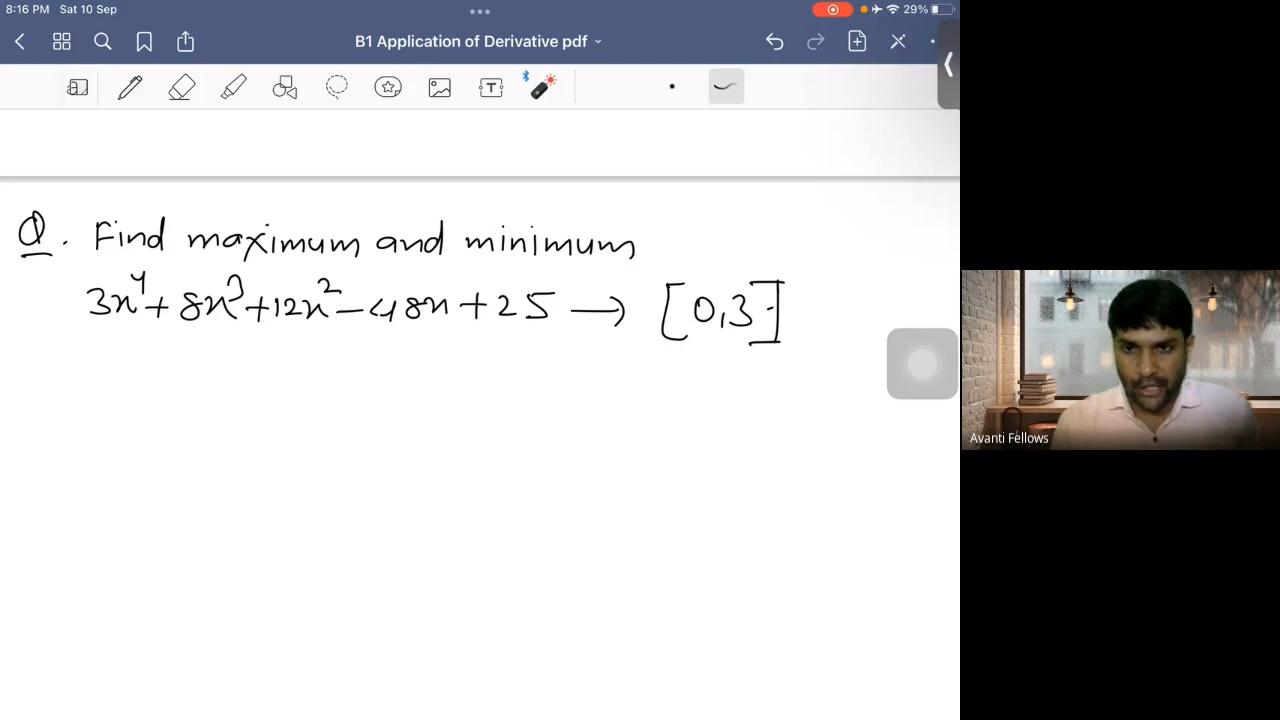 8:16 PM Sat 10 Sep
29%
B1 Application of Derivative pdf
T
Q. Find maximum and minimum
3x⁴ + 8x³ + 12x² – 48x + 25 → [0,3]
Avanti Fellows